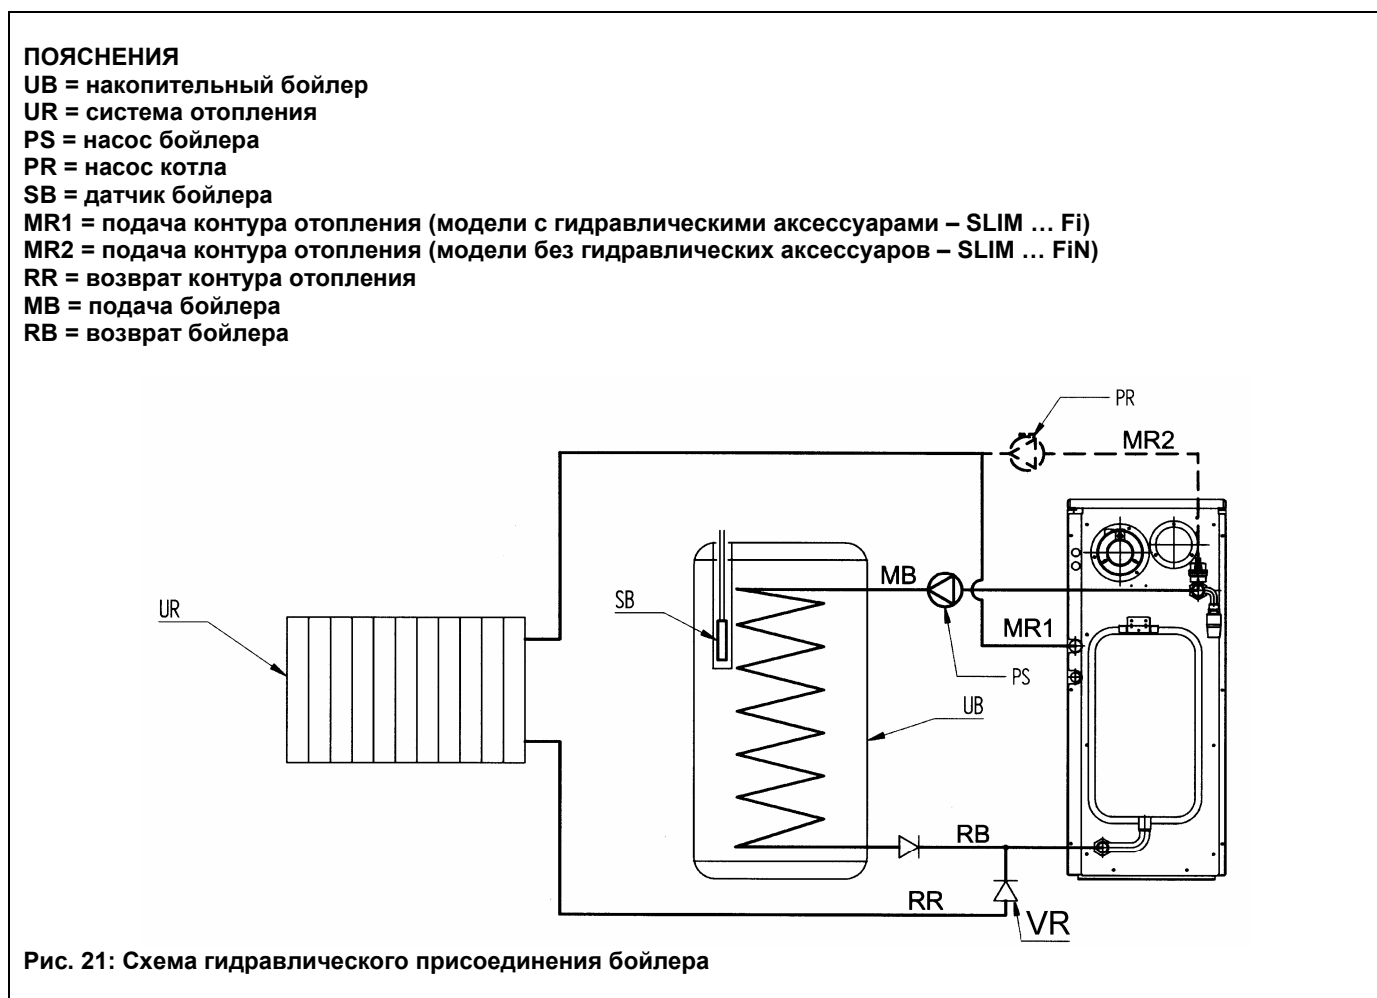 ПОЯСНЕНИЯ
UB = накопительный бойлер
UR = система отопления
PS = насос бойлера
PR = насос котла
SB = датчик бойлера
MR1 = подача контура отопления (модели с гидравлическими аксессуарами – SLIM … Fi)
MR2 = подача контура отопления (модели без гидравлических аксессуаров – SLIM … FiN)
RR = возврат контура отопления
MB = подача бойлера
RB = возврат бойлера
PR
MR2
MB
SB
UR
MR1
PS
UB
RB
RR
VR
Рис. 21: Схема гидравлического присоединения бойлера